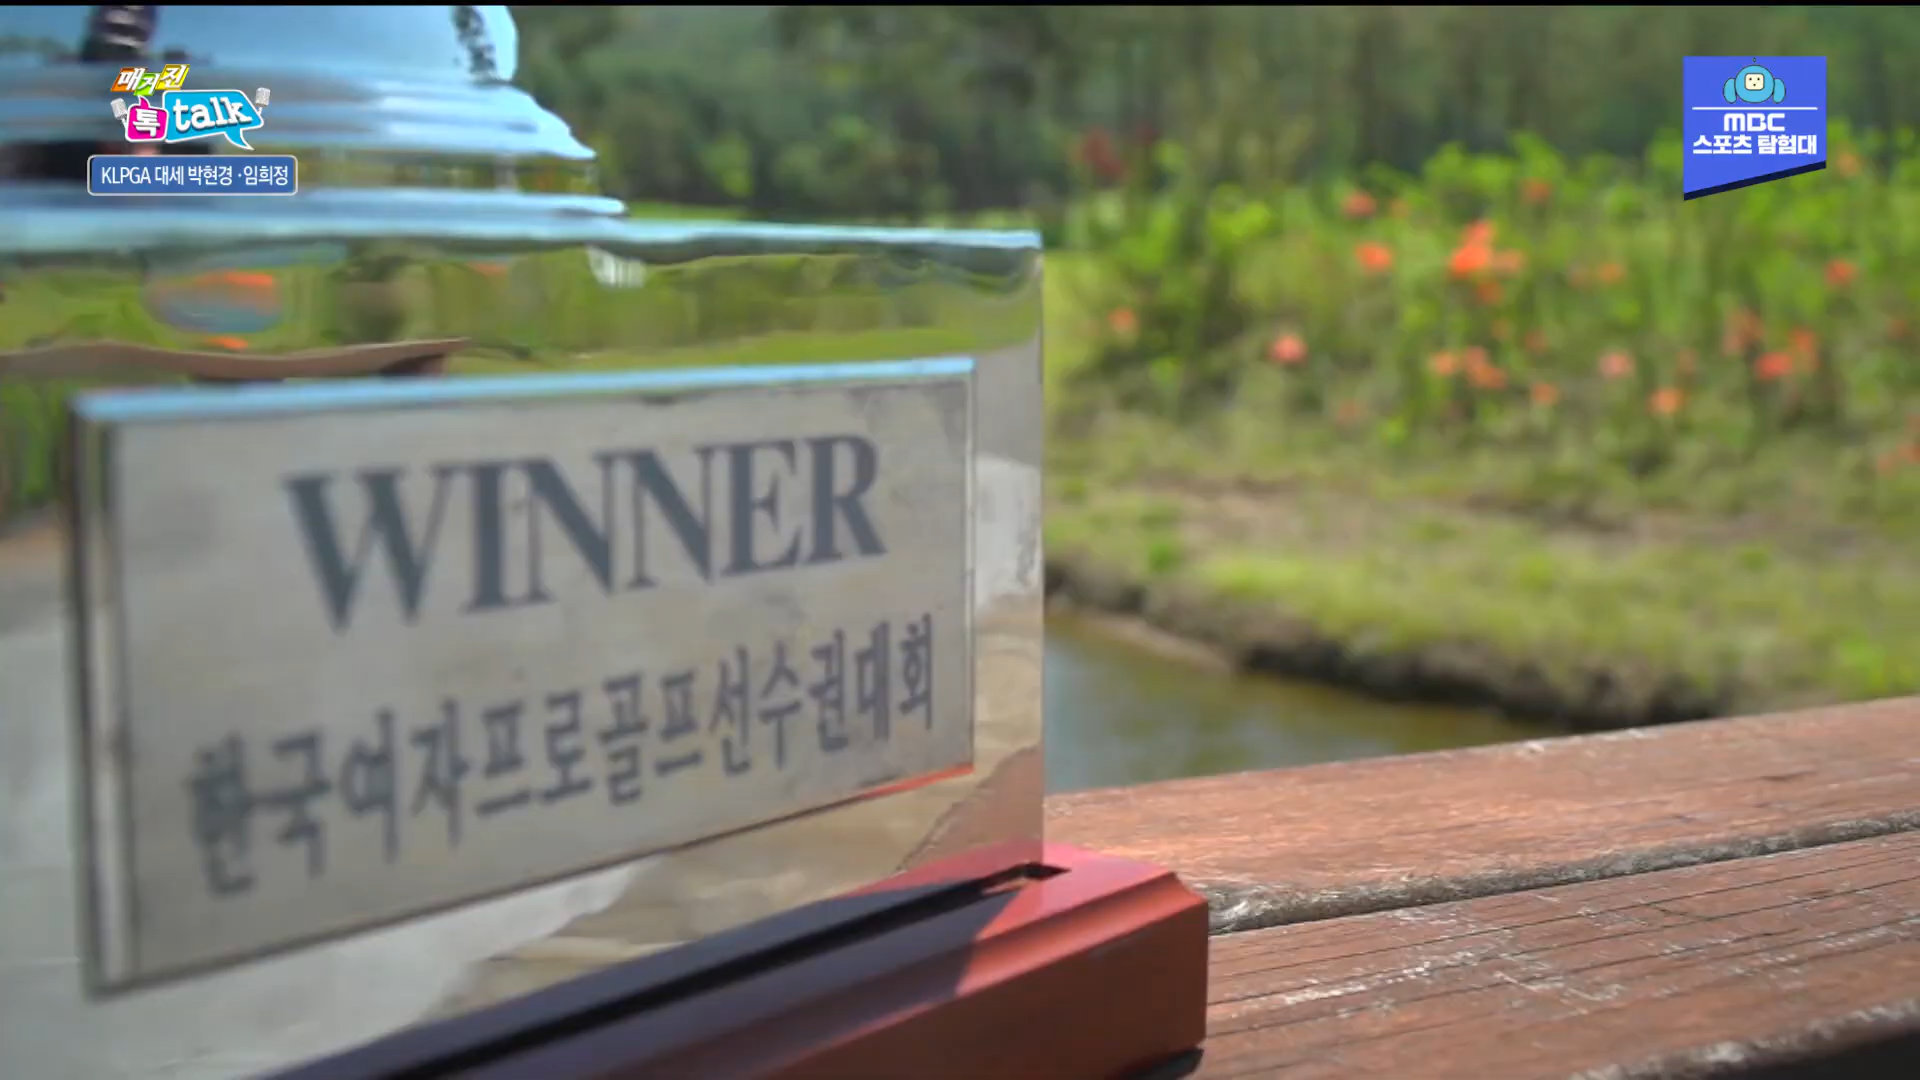 매거진
톡 talk
KLPGA 대세 박현경·임희정
MBC
스포츠 탐험대
WINNER
한국여자프로골프선수권대회